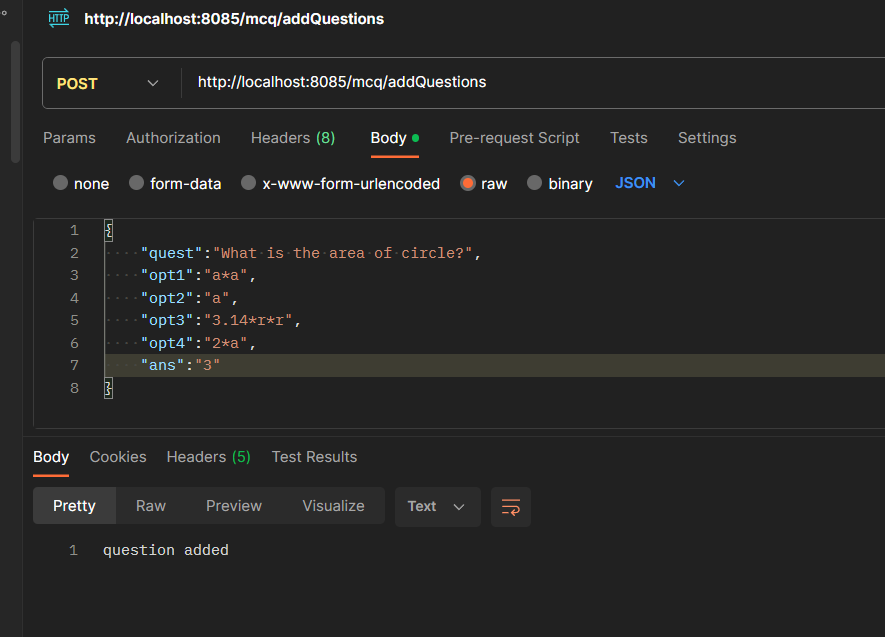 HTTP http://localhost:8085/mcq/addQuestions
POST http://localhost:8085/mcq/addQuestions
Params Authorization Headers (8) Body Pre-request Script Tests Settings
none form-data x-www-form-urlencoded raw binary JSON
1 {
2 "quest":"What is the area of circle?",
3 "opt1":"a*a",
4 "opt2":"a",
5 "opt3":"3.14*r*r",
6 "opt4":"2*a",
7 "ans":"3"
8 }
Body Cookies Headers (5) Test Results
Pretty Raw Preview Visualize Text
1 question added